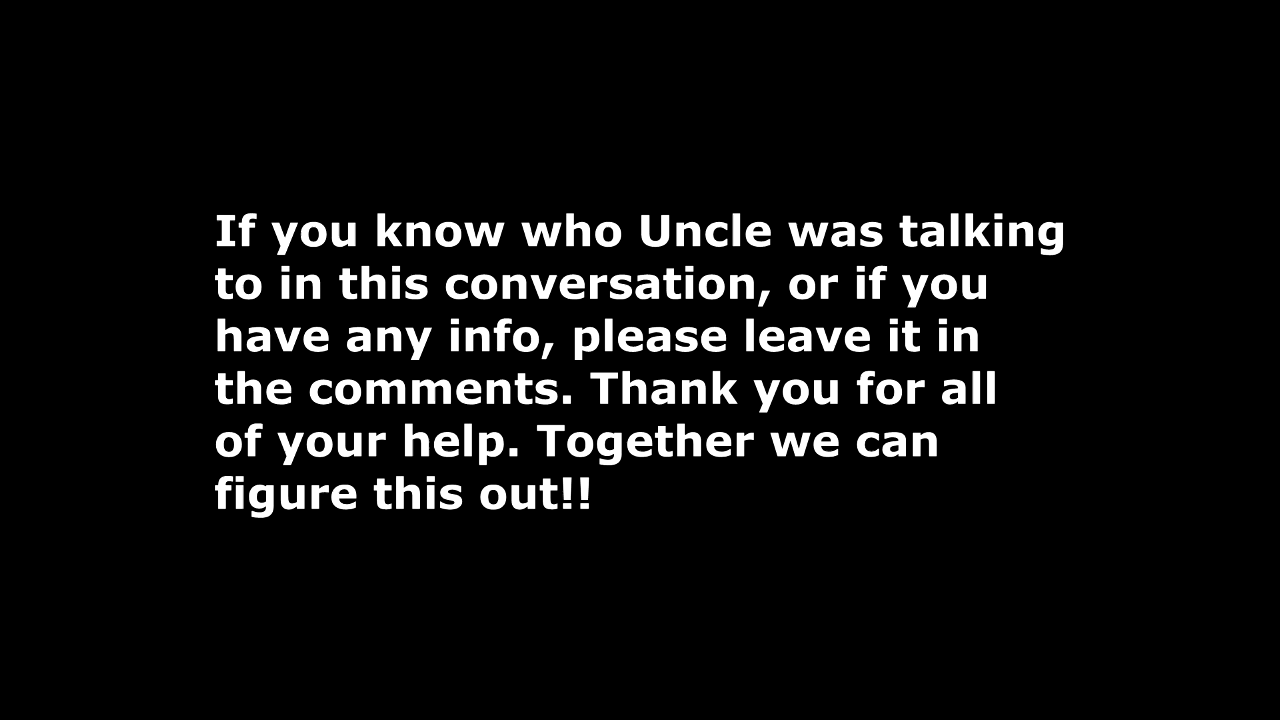 If you know who Uncle was talking
to in this conversation, or if you
have any info, please leave it in
the comments. Thank you for all
of your help. Together we can
figure this out!!